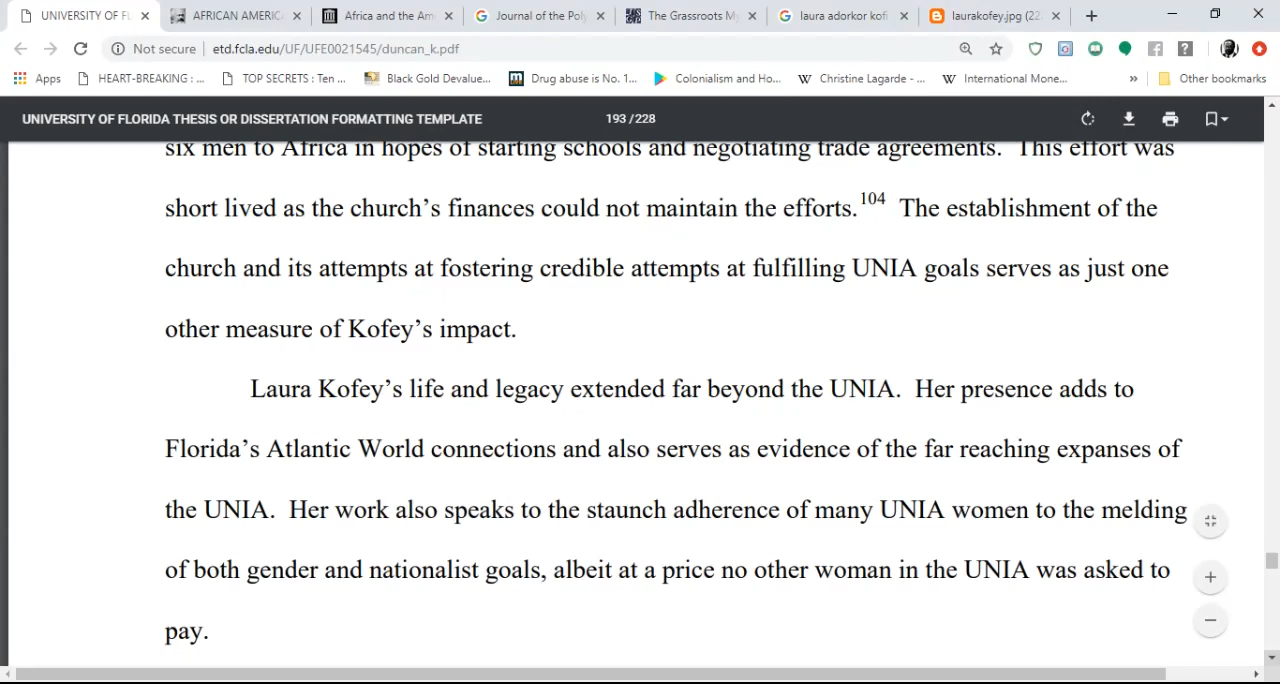 UNIVERSITY OF FL
AFRICAN AMERICA
Africa and the Am
Journal of the Poly
The Grassroots M
laura adorkor kofi
laurakofey.jpg (22
Not secure | etd.fcla.edu/UF/UFE0021545/duncan_k.pdf
Apps
HEART-BREAKING : ...
TOP SECRETS : Ten ...
Black Gold Devalue...
Drug abuse is No. 1...
Colonialism and Ho...
Christine Lagarde - ...
International Mone...
»
Other bookmarks
UNIVERSITY OF FLORIDA THESIS OR DISSERTATION FORMATTING TEMPLATE
193 / 228
six men to Africa in hopes of starting schools and negotiating trade agreements. This effort was
short lived as the church’s finances could not maintain the efforts.104 The establishment of the
church and its attempts at fostering credible attempts at fulfilling UNIA goals serves as just one
other measure of Kofey’s impact.
Laura Kofey’s life and legacy extended far beyond the UNIA. Her presence adds to
Florida’s Atlantic World connections and also serves as evidence of the far reaching expanses of
the UNIA. Her work also speaks to the staunch adherence of many UNIA women to the melding
of both gender and nationalist goals, albeit at a price no other woman in the UNIA was asked to
pay.